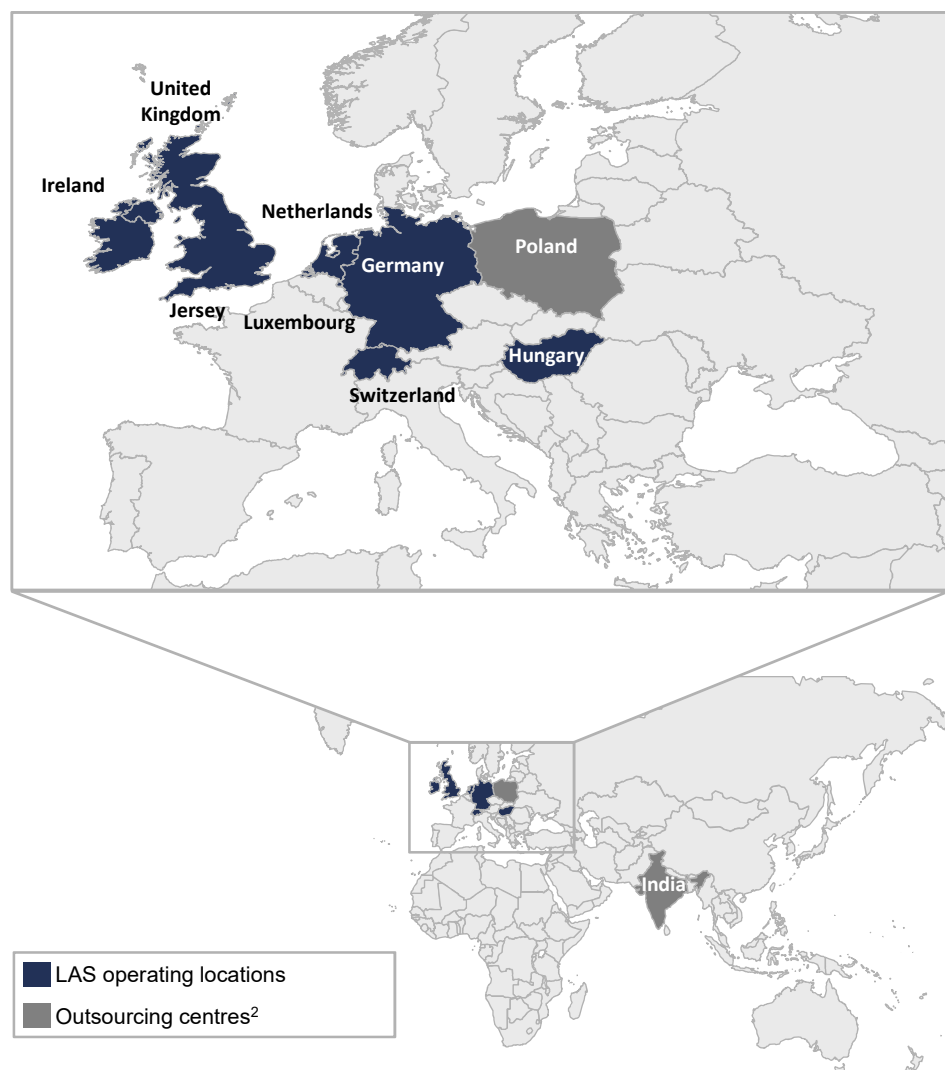 United
Kingdom
Ireland
Netherlands
Poland
Germany
Jersey
Luxembourg
Hungary
Switzerland
India
LAS operating locations
Outsourcing centres²